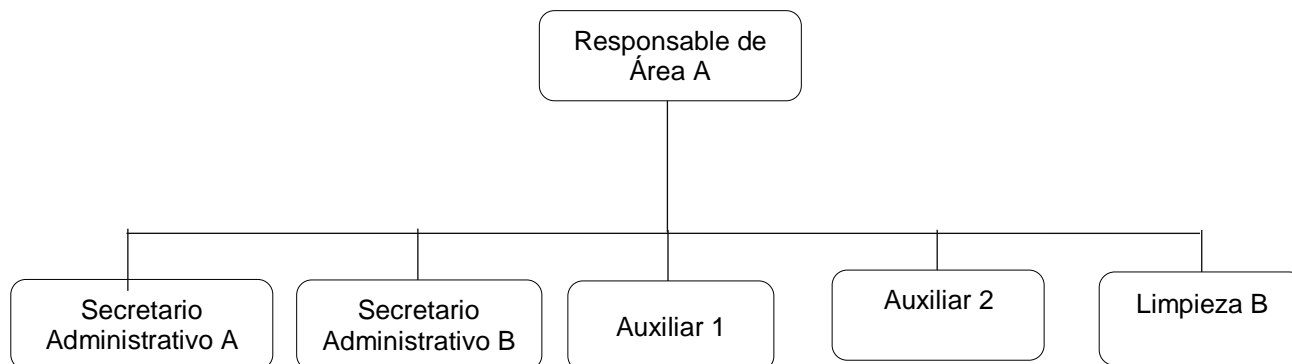 Responsable de
Área A
Secretario
Administrativo A
Secretario
Administrativo B
Auxiliar 1
Auxiliar 2
Limpieza B